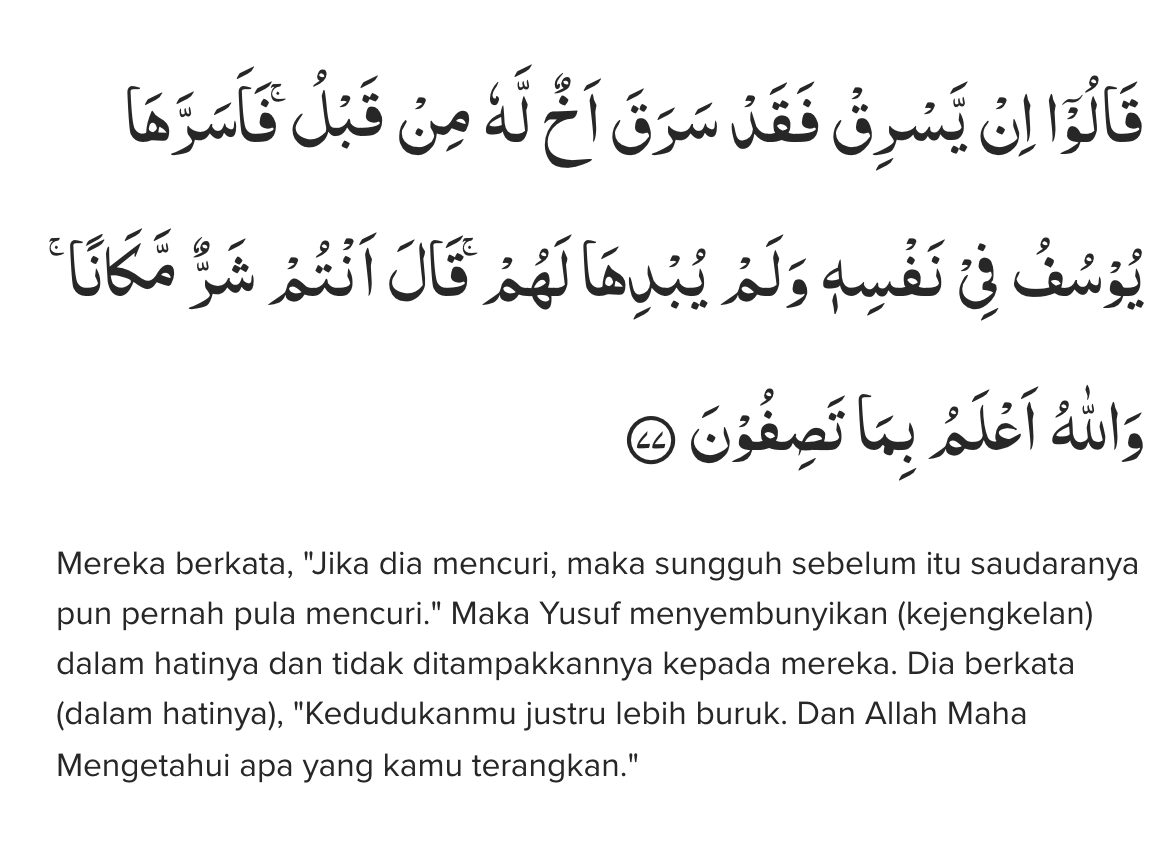 قَالُوْٓا اِنْ يَّسْرِقْ فَقَدْ سَرَقَ اَخٌ لَّهٗ مِنْ قَبْلُ ۚفَاَسَرَّهَا
يُوْسُفُ فِيْ نَفْسِهٖ وَلَمْ يُبْدِهَا لَهُمْ ۚقَالَ اَنْتُمْ شَرٌّ مَّكَانًا ۚ
وَاللّٰهُ اَعْلَمُ بِمَا تَصِفُوْنَ ٧٧
Mereka berkata, "Jika dia mencuri, maka sungguh sebelum itu saudaranya
pun pernah pula mencuri." Maka Yusuf menyembunyikan (kejengkelan)
dalam hatinya dan tidak ditampakkannya kepada mereka. Dia berkata
(dalam hatinya), "Kedudukanmu justru lebih buruk. Dan Allah Maha
Mengetahui apa yang kamu terangkan."